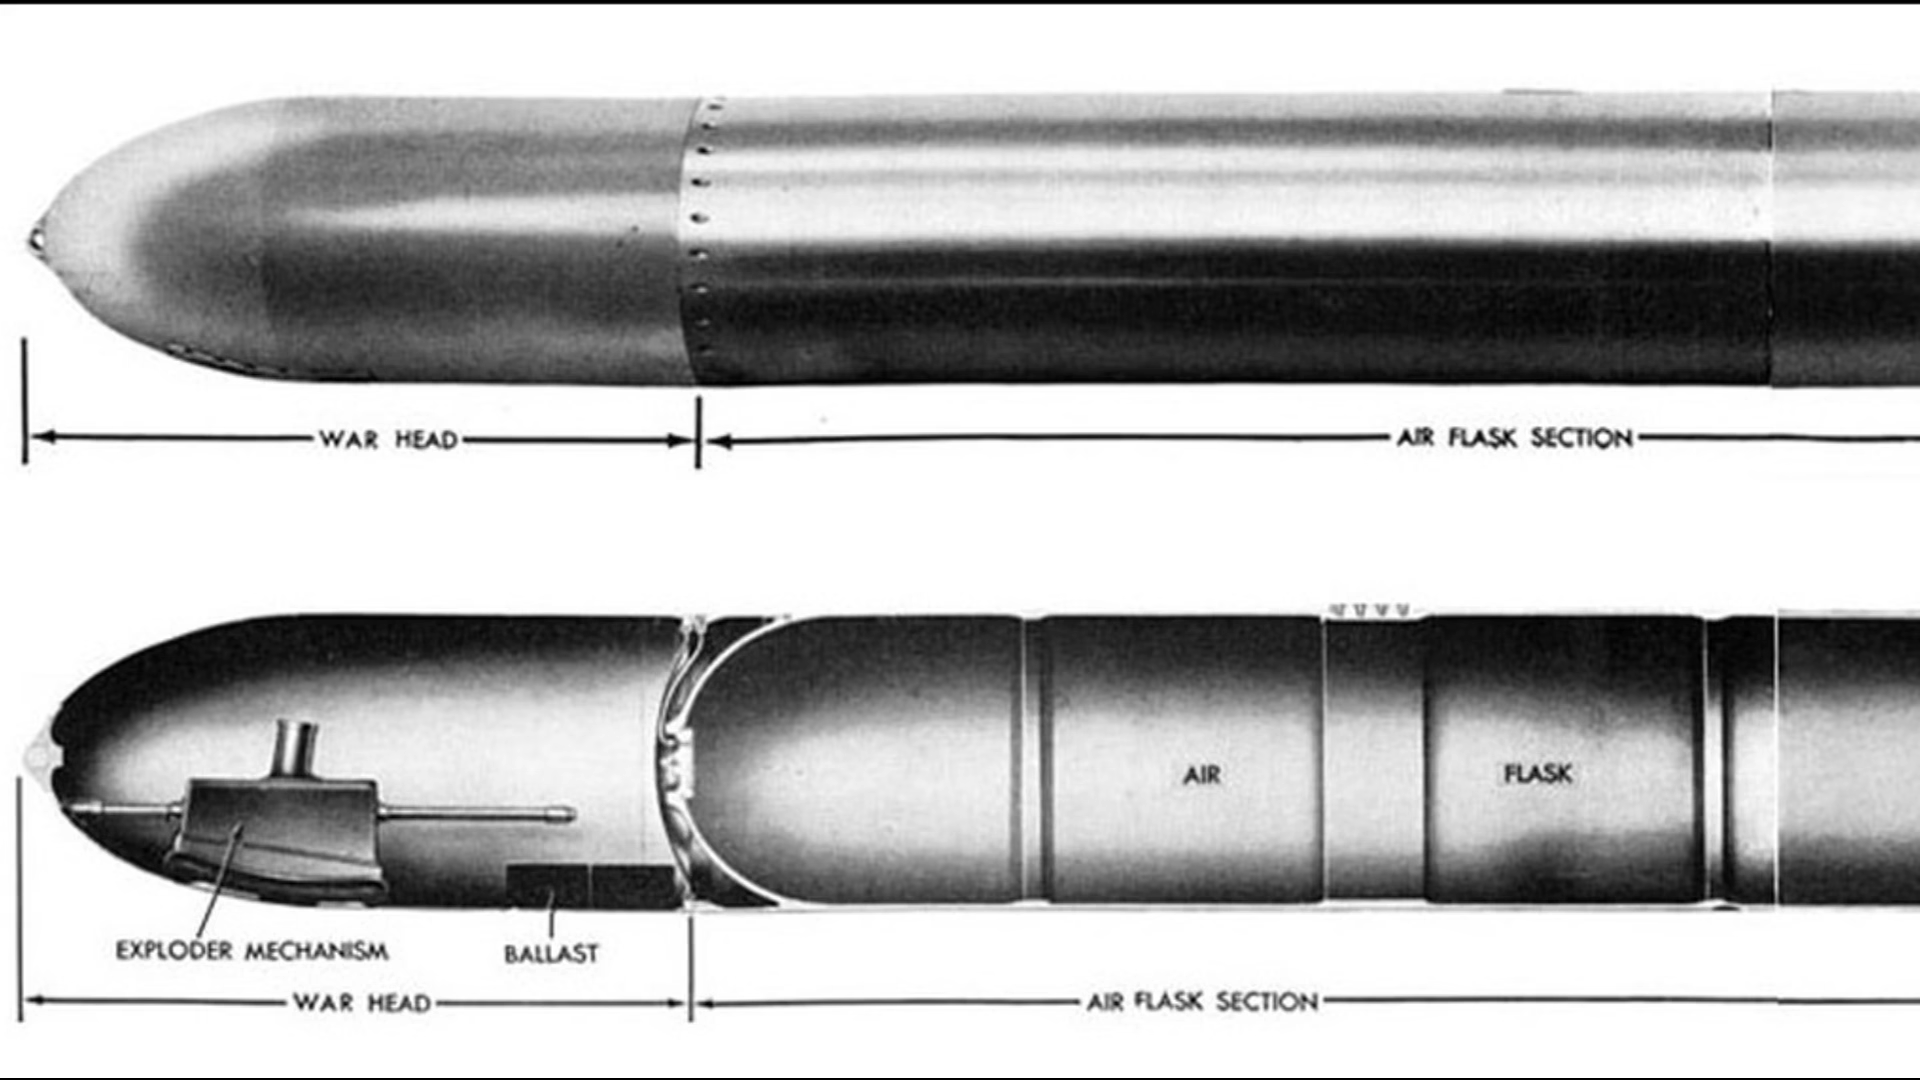 WAR HEAD
AIR FLASK SECTION
AIR
FLASK
EXPLODER MECHANISM
BALLAST
WAR HEAD
AIR FLASK SECTION